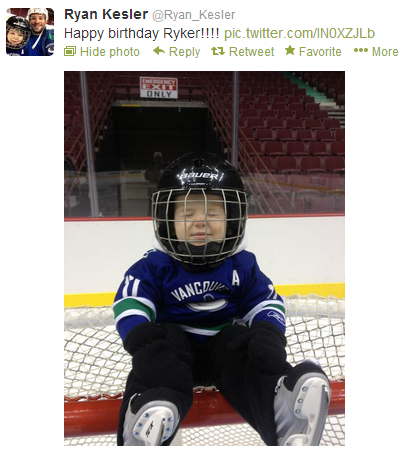 Ryan Kesler @Ryan_Kesler
Happy birthday Ryker!!!! pic.twitter.com/lN0XZJLb
Hide photo Reply Retweet Favorite More
EMERGENCY
EXIT
ONLY
BAUER
A
11
VANCOUVER